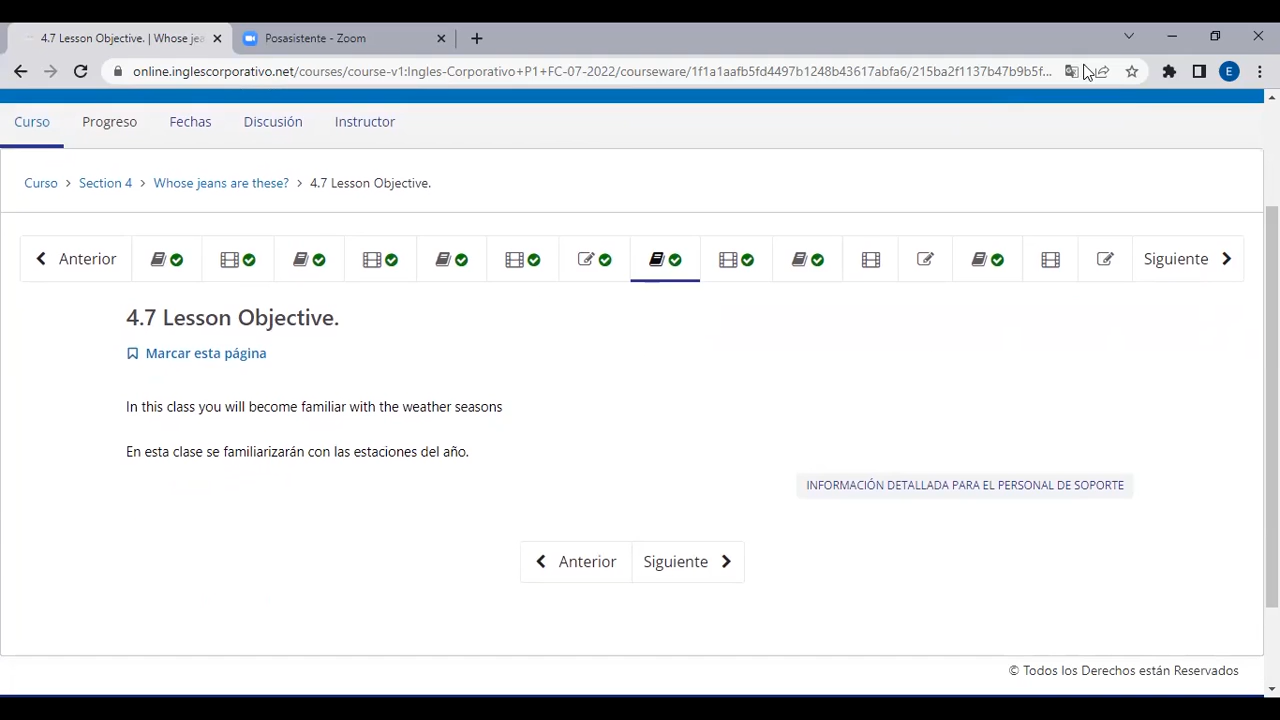 4.7 Lesson Objective. | Whose jea
Posasistente - Zoom
online.inglescorporativo.net/courses/course-v1:Ingles-Corporativo+P1+FC-07-2022/courseware/1f1a1aafb5fd4497b1248b43617abfa6/215ba2f1137b47b9b5f...
E
Curso Progreso Fechas Discusión Instructor
Curso > Section 4 > Whose jeans are these? > 4.7 Lesson Objective.
Anterior
Siguiente
4.7 Lesson Objective.
Marcar esta página
In this class you will become familiar with the weather seasons
En esta clase se familiarizarán con las estaciones del año.
INFORMACIÓN DETALLADA PARA EL PERSONAL DE SOPORTE
Anterior Siguiente
© Todos los Derechos están Reservados